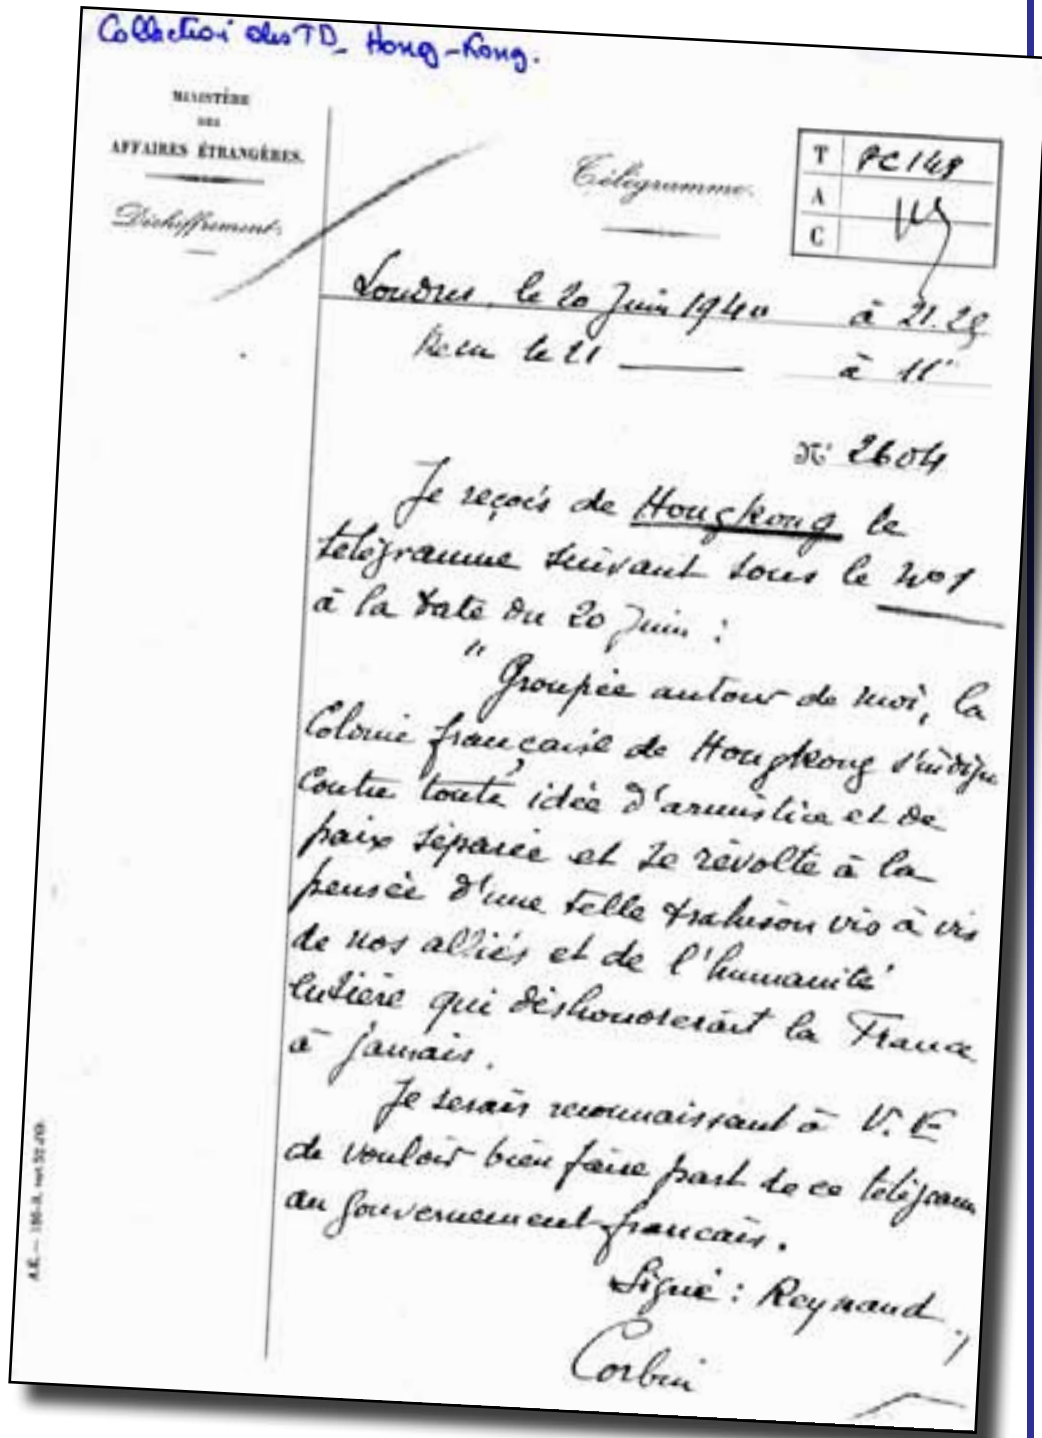 Collection des TD_ Hong-Kong.
MINISTÈRE
DES
AFFAIRES ÉTRANGÈRES.
Déchiffrement.
Télégramme.
T PC 148
A
C
Londres, le 20 Juin 1940 à 21.25
Recu le 21 à 11"
N° 2604
Je reçois de Hongkong le
télégramme suivant sous le No 1
à la date du 20 Juin :
" Groupée autour de moi, la
Colonie française de Hongkong s'indigne
contre toute idée d'armistice et de
paix séparée et se révolte à la
pensée d'une telle trahison vis à vis
de nos alliés et de l'humanité
entière qui déshonorerait la France
à jamais.
Je serais reconnaissant à V. E
de vouloir bien faire part de ce télégramme
au gouvernement français.
Signé : Reynaud.,
Corbin